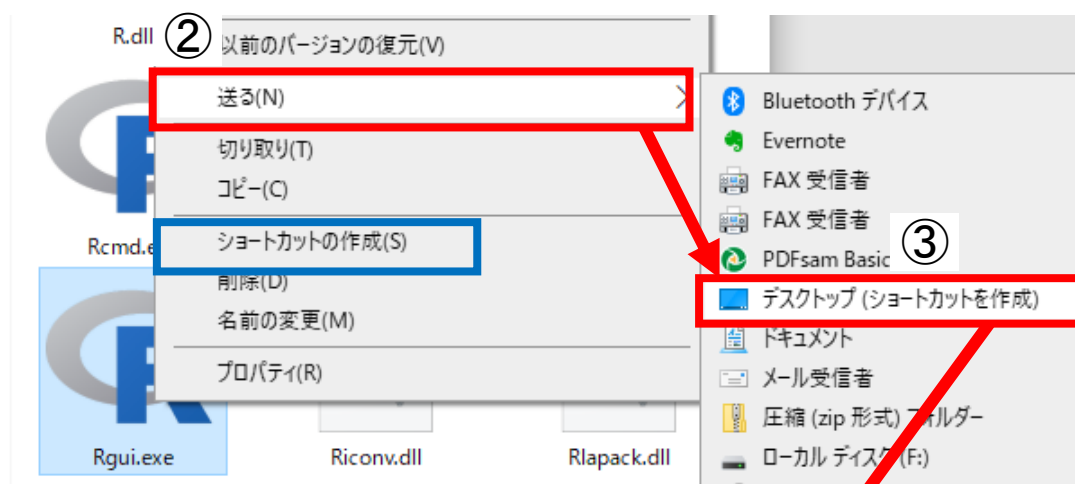 R.dll
②
以前のバージョンの復元(V)
送る(N)
切り取り(T)
コピー(C)
ショートカットの作成(S)
削除(D)
名前の変更(M)
プロパティ(R)
Rcmd.e
Rgui.exe
Riconv.dll
Rlapack.dll
Bluetooth デバイス
Evernote
FAX 受信者
FAX 受信者
PDFsam Basic
③
デスクトップ (ショートカットを作成)
ドキュメント
メール受信者
圧縮 (zip 形式) フォルダー
ローカル ディスク (F:)